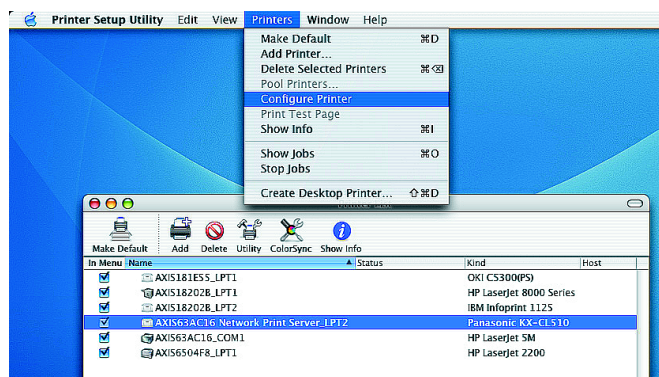 Printer Setup Utility Edit View Printers Window Help
Make Default ⌘D
Add Printer...
Delete Selected Printers ⌘⌫
Pool Printers...
Configure Printer
Print Test Page
Show Info ⌘I
Show Jobs ⌘O
Stop Jobs
Create Desktop Printer... ⇧⌘D
Make Default Add Delete Utility ColorSync Show Info
In Menu Name Status Kind Host
AXIS181E55_LPT1 OKI C5300(PS)
AXIS18202B_LPT1 HP LaserJet 8000 Series
AXIS18202B_LPT2 IBM Infoprint 1125
AXIS63AC16 Network Print Server_LPT2 Panasonic KX-CL510
AXIS63AC16_COM1 HP LaserJet 5M
AXIS6504F8_LPT1 HP LaserJet 2200